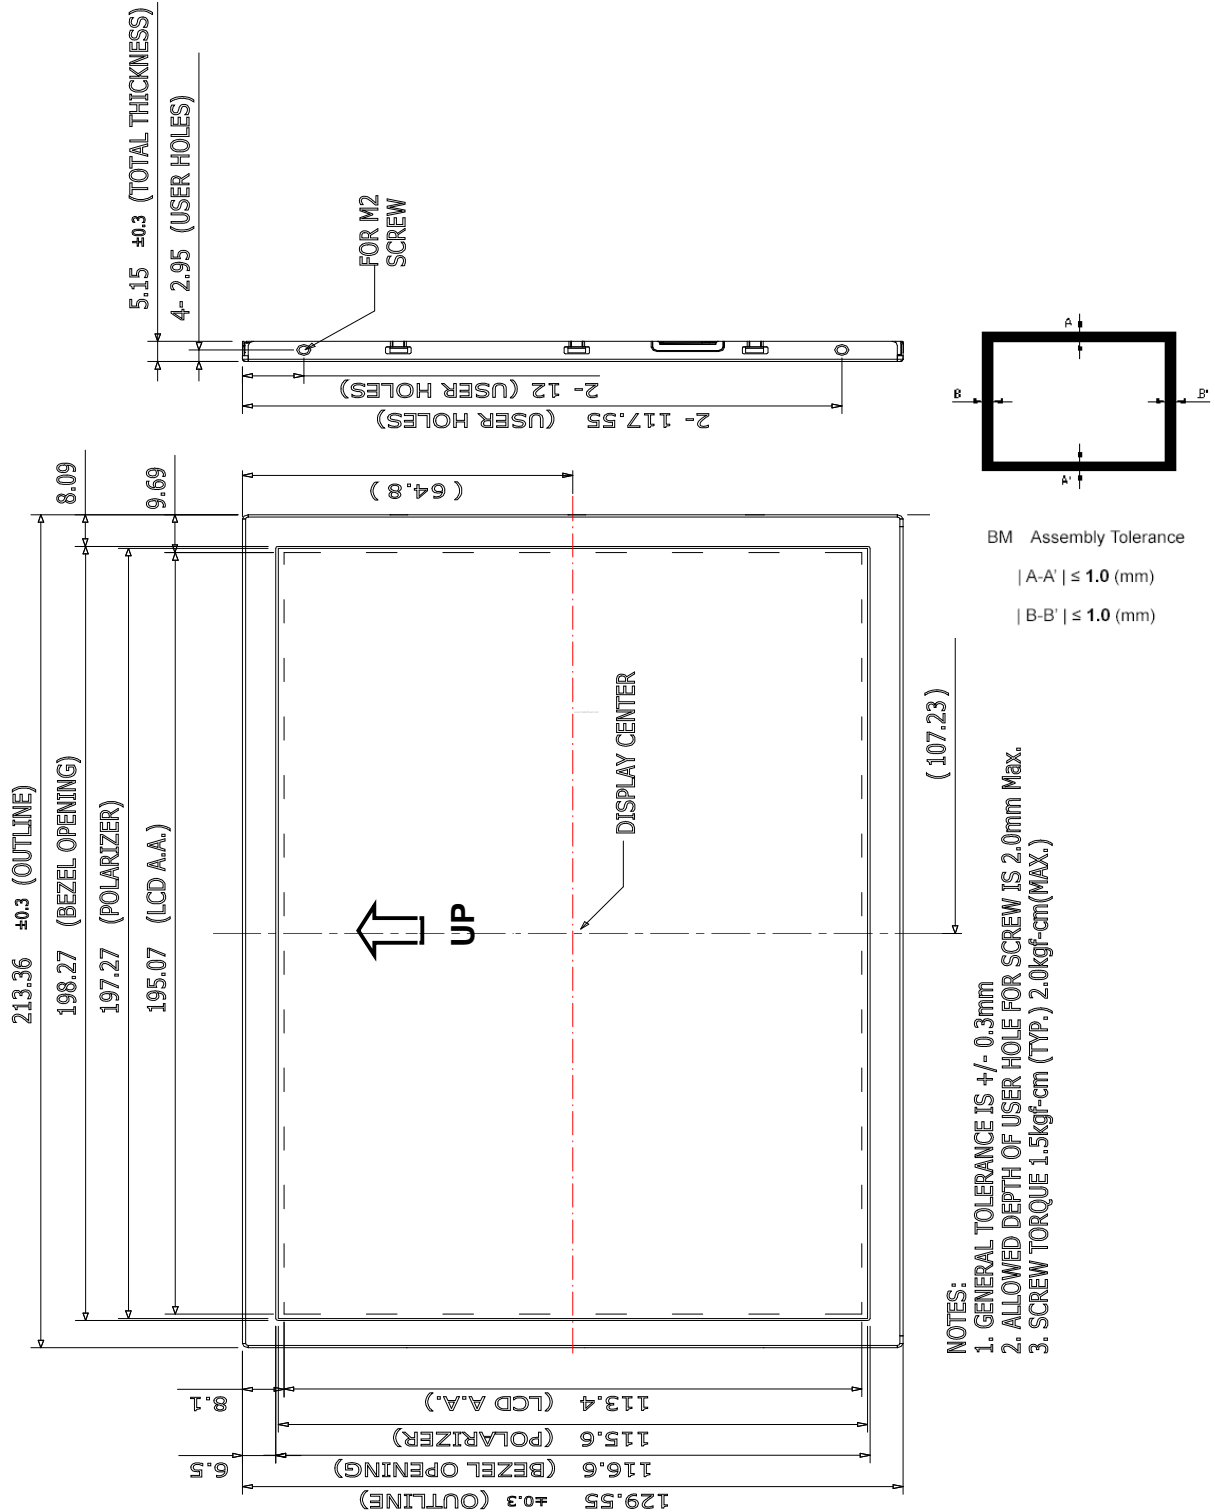 5.15 ±0.3 (TOTAL THICKNESS)
4- 2.95 (USER HOLES)
FOR M2
SCREW
2- 12 (USER HOLES)
2- 117.55 (USER HOLES)
A
B
B'
A'
BM Assembly Tolerance
| A-A' | ≤ 1.0 (mm)
| B-B' | ≤ 1.0 (mm)
8.09
9.69
( 64.8 )
213.36 ±0.3 (OUTLINE)
198.27 (BEZEL OPENING)
197.27 (POLARIZER)
195.07 (LCD A.A.)
UP
DISPLAY CENTER
( 107.23 )
8.1
113.4 (LCD A.A.)
115.6 (POLARIZER)
6.5
116.6 (BEZEL OPENING)
129.55 ±0.3 (OUTLINE)
NOTES:
1. GENERAL TOLERANCE IS +/- 0.3mm
2. ALLOWED DEPTH OF USER HOLE FOR SCREW IS 2.0mm Max.
3. SCREW TORQUE 1.5kgf-cm (TYP.) 2.0kgf-cm(MAX.)